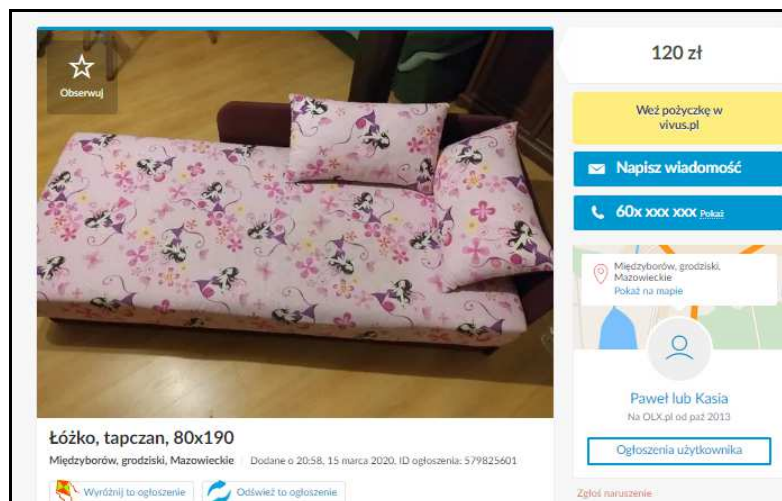 Obserwuj
Łóżko, tapczan, 80x190
Międzyborów, grodziski, Mazowieckie Dodane o 20:58, 15 marca 2020, ID ogłoszenia: 579825601
Wyróżnij to ogłoszenie Odśwież to ogłoszenie
120 zł
Weź pożyczkę w
vivus.pl
Napisz wiadomość
60x xxx xxx Pokaż
Międzyborów, grodziski,
Mazowieckie
Pokaż na mapie
Paweł lub Kasia
Na OLX.pl od paź 2013
Ogłoszenia użytkownika
Zgłoś naruszenie